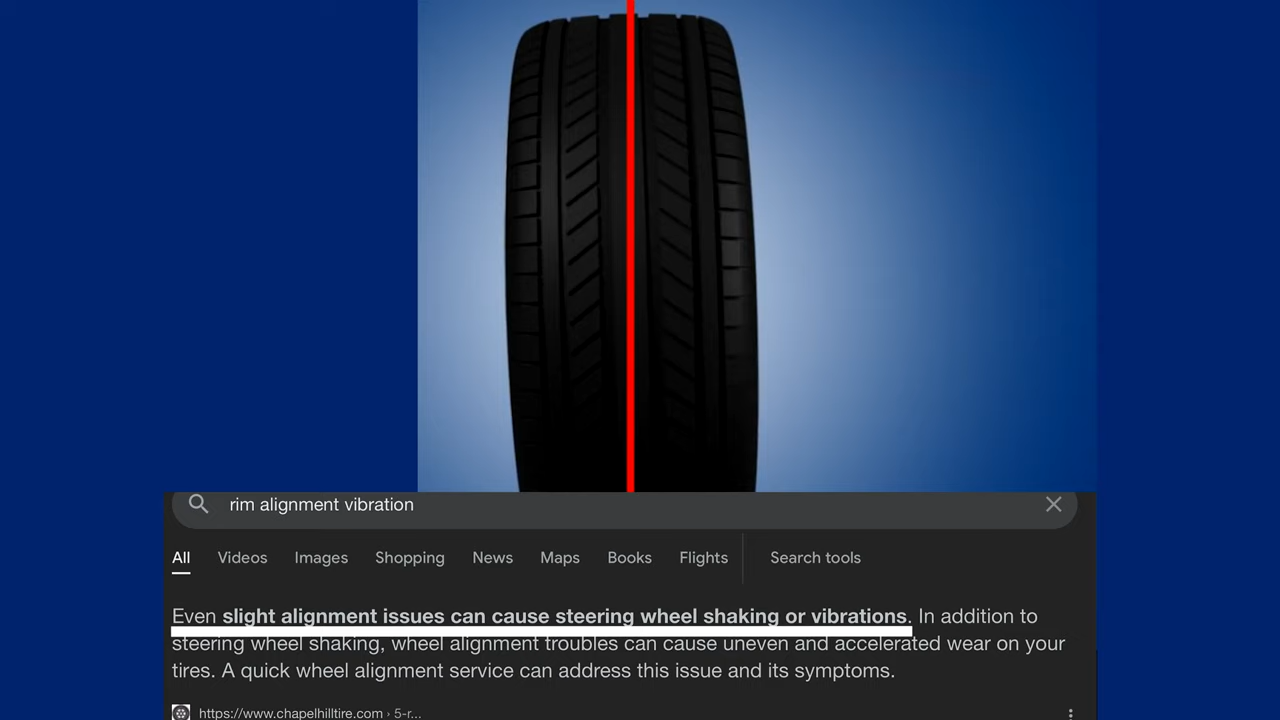 rim alignment vibration
All Videos Images Shopping News Maps Books Flights Search tools
Even slight alignment issues can cause steering wheel shaking or vibrations. In addition to
steering wheel shaking, wheel alignment troubles can cause uneven and accelerated wear on your
tires. A quick wheel alignment service can address this issue and its symptoms.
https://www.chapelhilltire.com › 5-r...